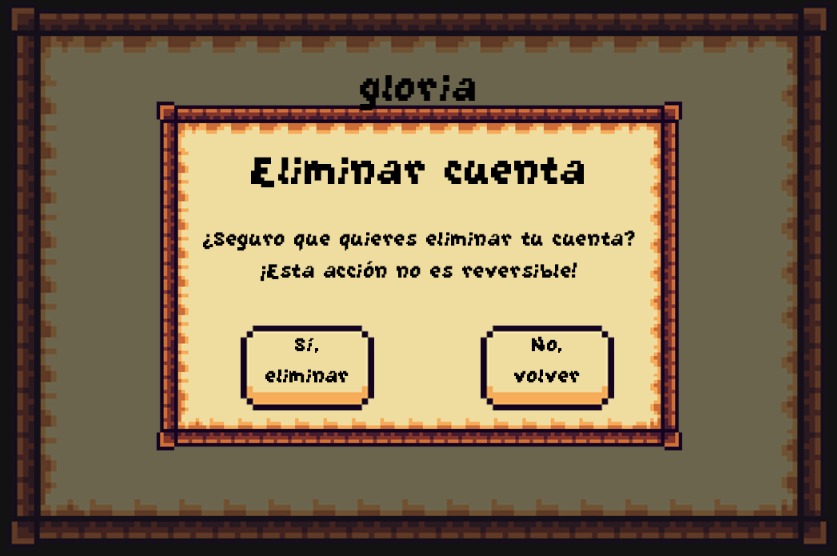 gloria
Eliminar cuenta
¿Seguro que quieres eliminar tu cuenta?
¡Esta acción no es reversible!
Sí,
eliminar
No,
volver